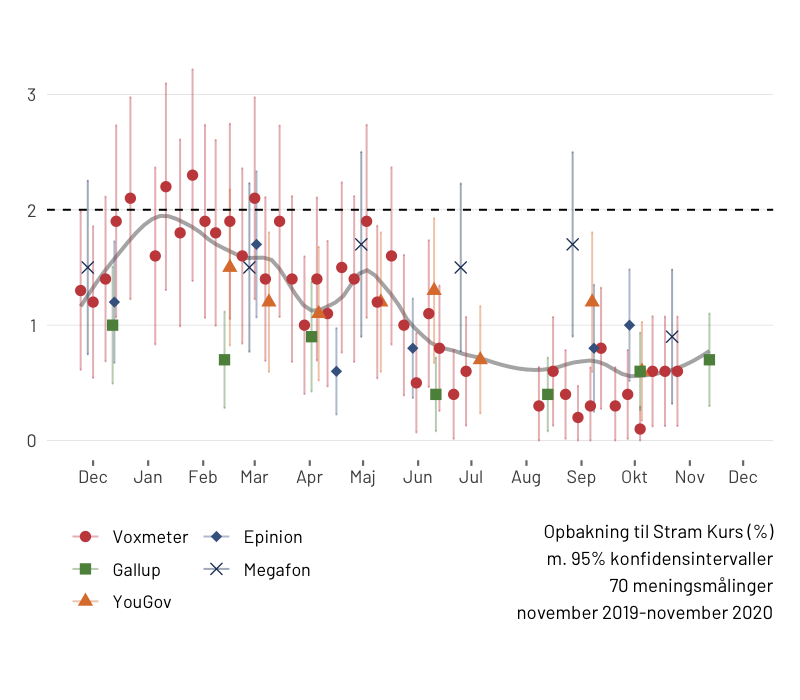 3
2
1
0
Dec Jan Feb Mar Apr Maj Jun Jul Aug Sep Okt Nov Dec
Voxmeter Epinion
Gallup Megafon
YouGov
Opbakning til Stram Kurs (%)
m. 95% konfidensintervaller
70 meningsmålinger
november 2019-november 2020